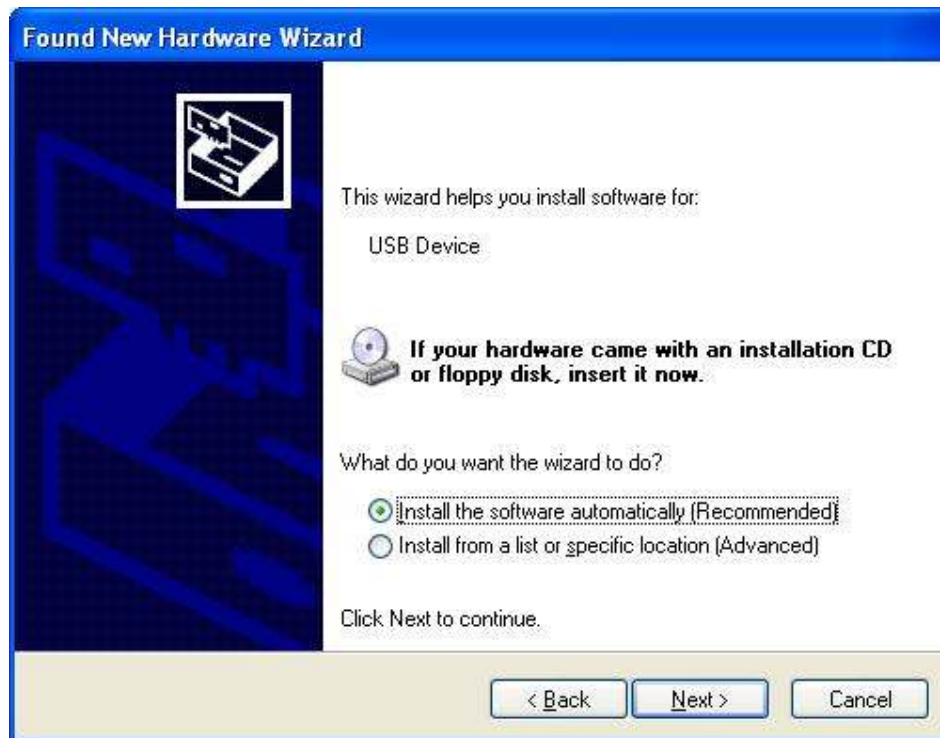 Found New Hardware Wizard
This wizard helps you install software for:
USB Device
If your hardware came with an installation CD
or floppy disk, insert it now.
What do you want the wizard to do?
Install the software automatically (Recommended)
Install from a list or specific location (Advanced)
Click Next to continue.
< Back Next > Cancel